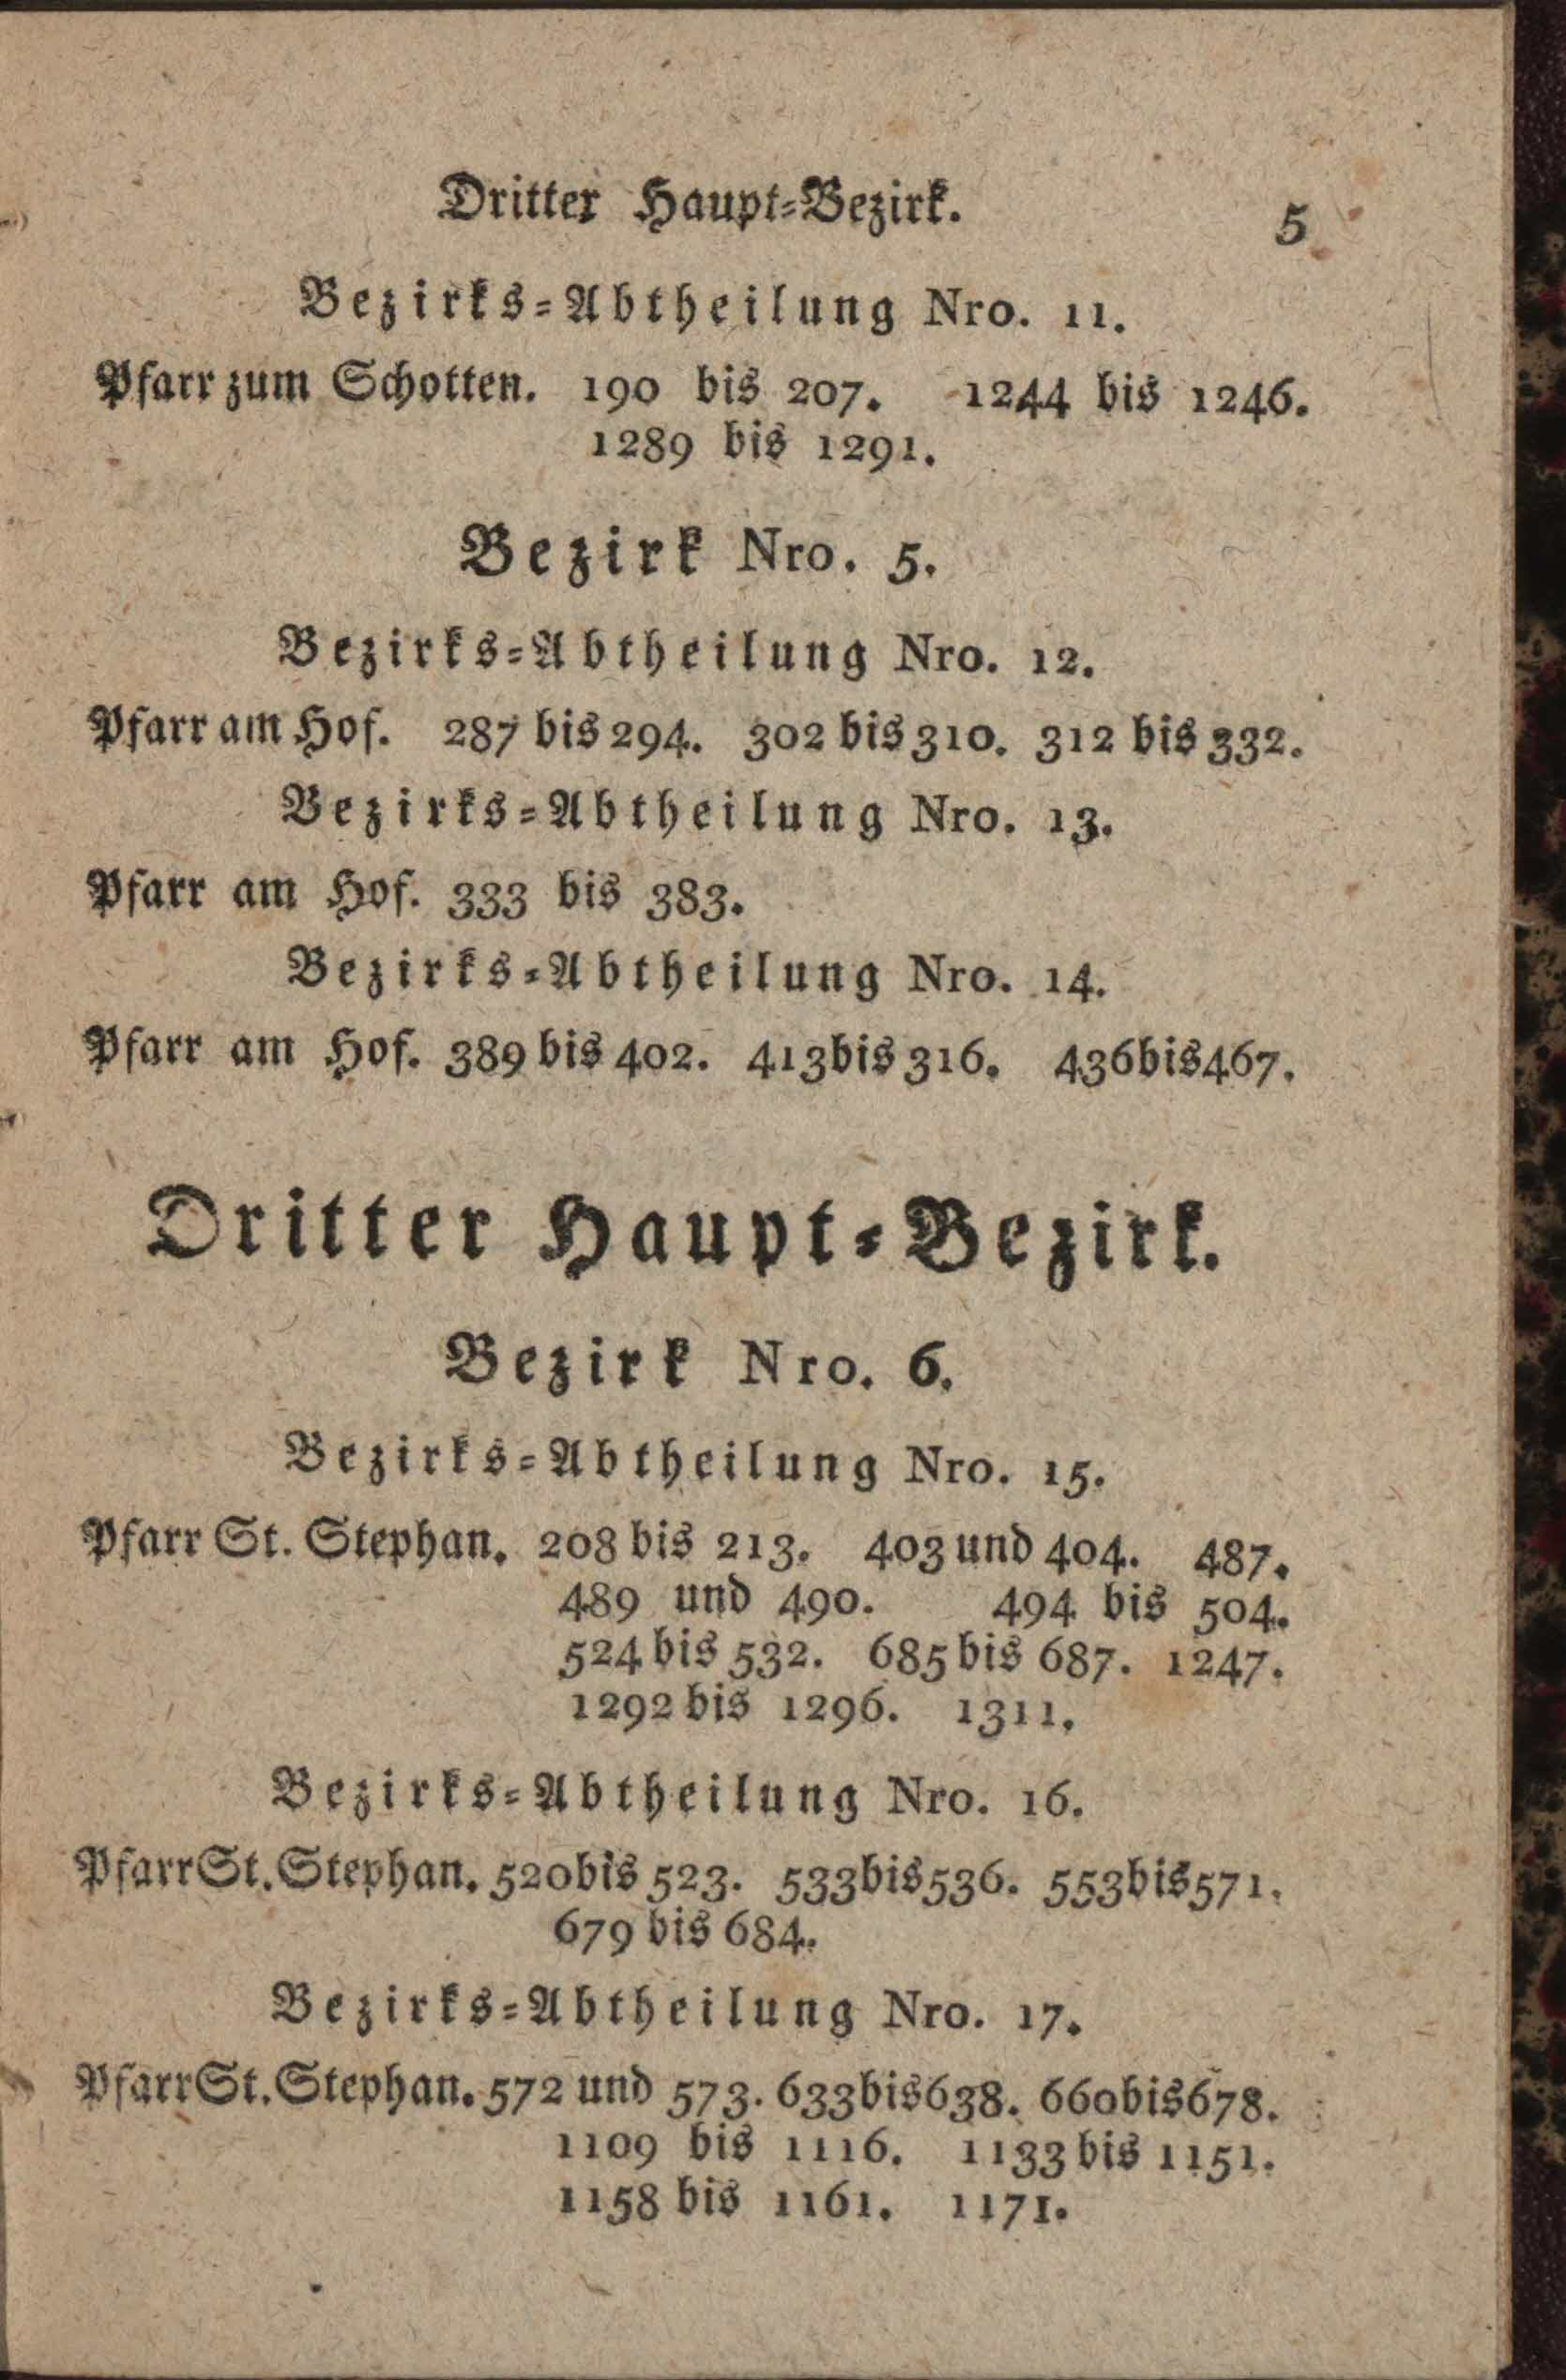 Dritter Haupt-Bezirk.
5
Bezirks-Abtheilung Nro. 11.
Pfarr zum Schotten. 190 bis 207. 1244 bis 1246.
1289 bis 1291.
Bezirk Nro. 5.
Bezirks-Abtheilung Nro. 12.
Pfarr am Hof. 287 bis 294. 302 bis 310. 312 bis 332.
Bezirks-Abtheilung Nro. 13.
Pfarr am Hof. 333 bis 383.
Bezirks-Abtheilung Nro. 14.
Pfarr am Hof. 389 bis 402. 413 bis 316. 436 bis 467.
Dritter Haupt-Bezirk.
Bezirk Nro. 6.
Bezirks-Abtheilung Nro. 15.
Pfarr St. Stephan. 208 bis 213. 403 und 404. 487.
489 und 490. 494 bis 504.
524 bis 532. 685 bis 687. 1247.
1292 bis 1296. 1311.
Bezirks-Abtheilung Nro. 16.
Pfarr St. Stephan. 520 bis 523. 533 bis 536. 553 bis 571.
679 bis 684.
Bezirks-Abtheilung Nro. 17.
Pfarr St. Stephan. 572 und 573. 633 bis 638. 660 bis 678.
1109 bis 1116. 1133 bis 1151.
1158 bis 1161. 1171.